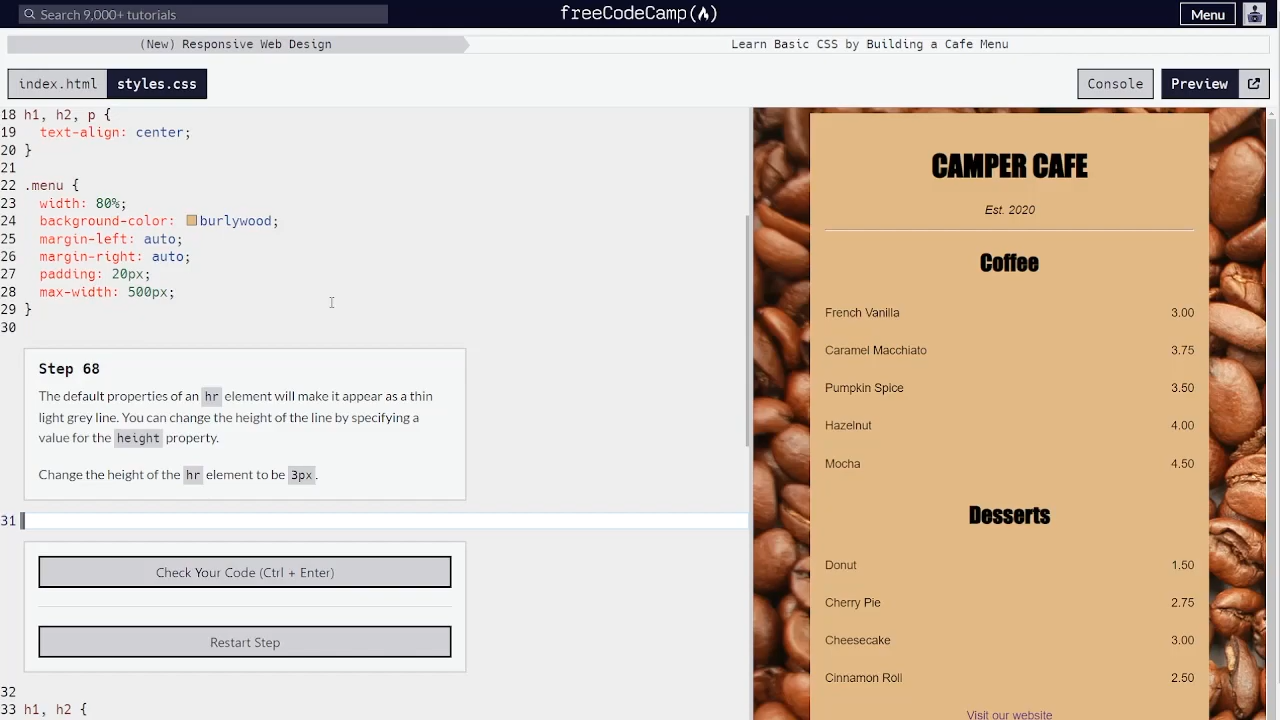 Search 9,000+ tutorials
freeCodeCamp
Menu
(New) Responsive Web Design
Learn Basic CSS by Building a Cafe Menu
index.html
styles.css
Console
Preview
18 h1, h2, p {
19 text-align: center;
20 }
21
22 .menu {
23 width: 80%;
24 background-color: burlywood;
25 margin-left: auto;
26 margin-right: auto;
27 padding: 20px;
28 max-width: 500px;
29 }
30
Step 68
The default properties of an hr element will make it appear as a thin
light grey line. You can change the height of the line by specifying a
value for the height property.
Change the height of the hr element to be 3px.
31
Check Your Code (Ctrl + Enter)
Restart Step
32
33 h1, h2 {
CAMPER CAFE
Est. 2020
Coffee
French Vanilla 3.00
Caramel Macchiato 3.75
Pumpkin Spice 3.50
Hazelnut 4.00
Mocha 4.50
Desserts
Donut 1.50
Cherry Pie 2.75
Cheesecake 3.00
Cinnamon Roll 2.50
Visit our website